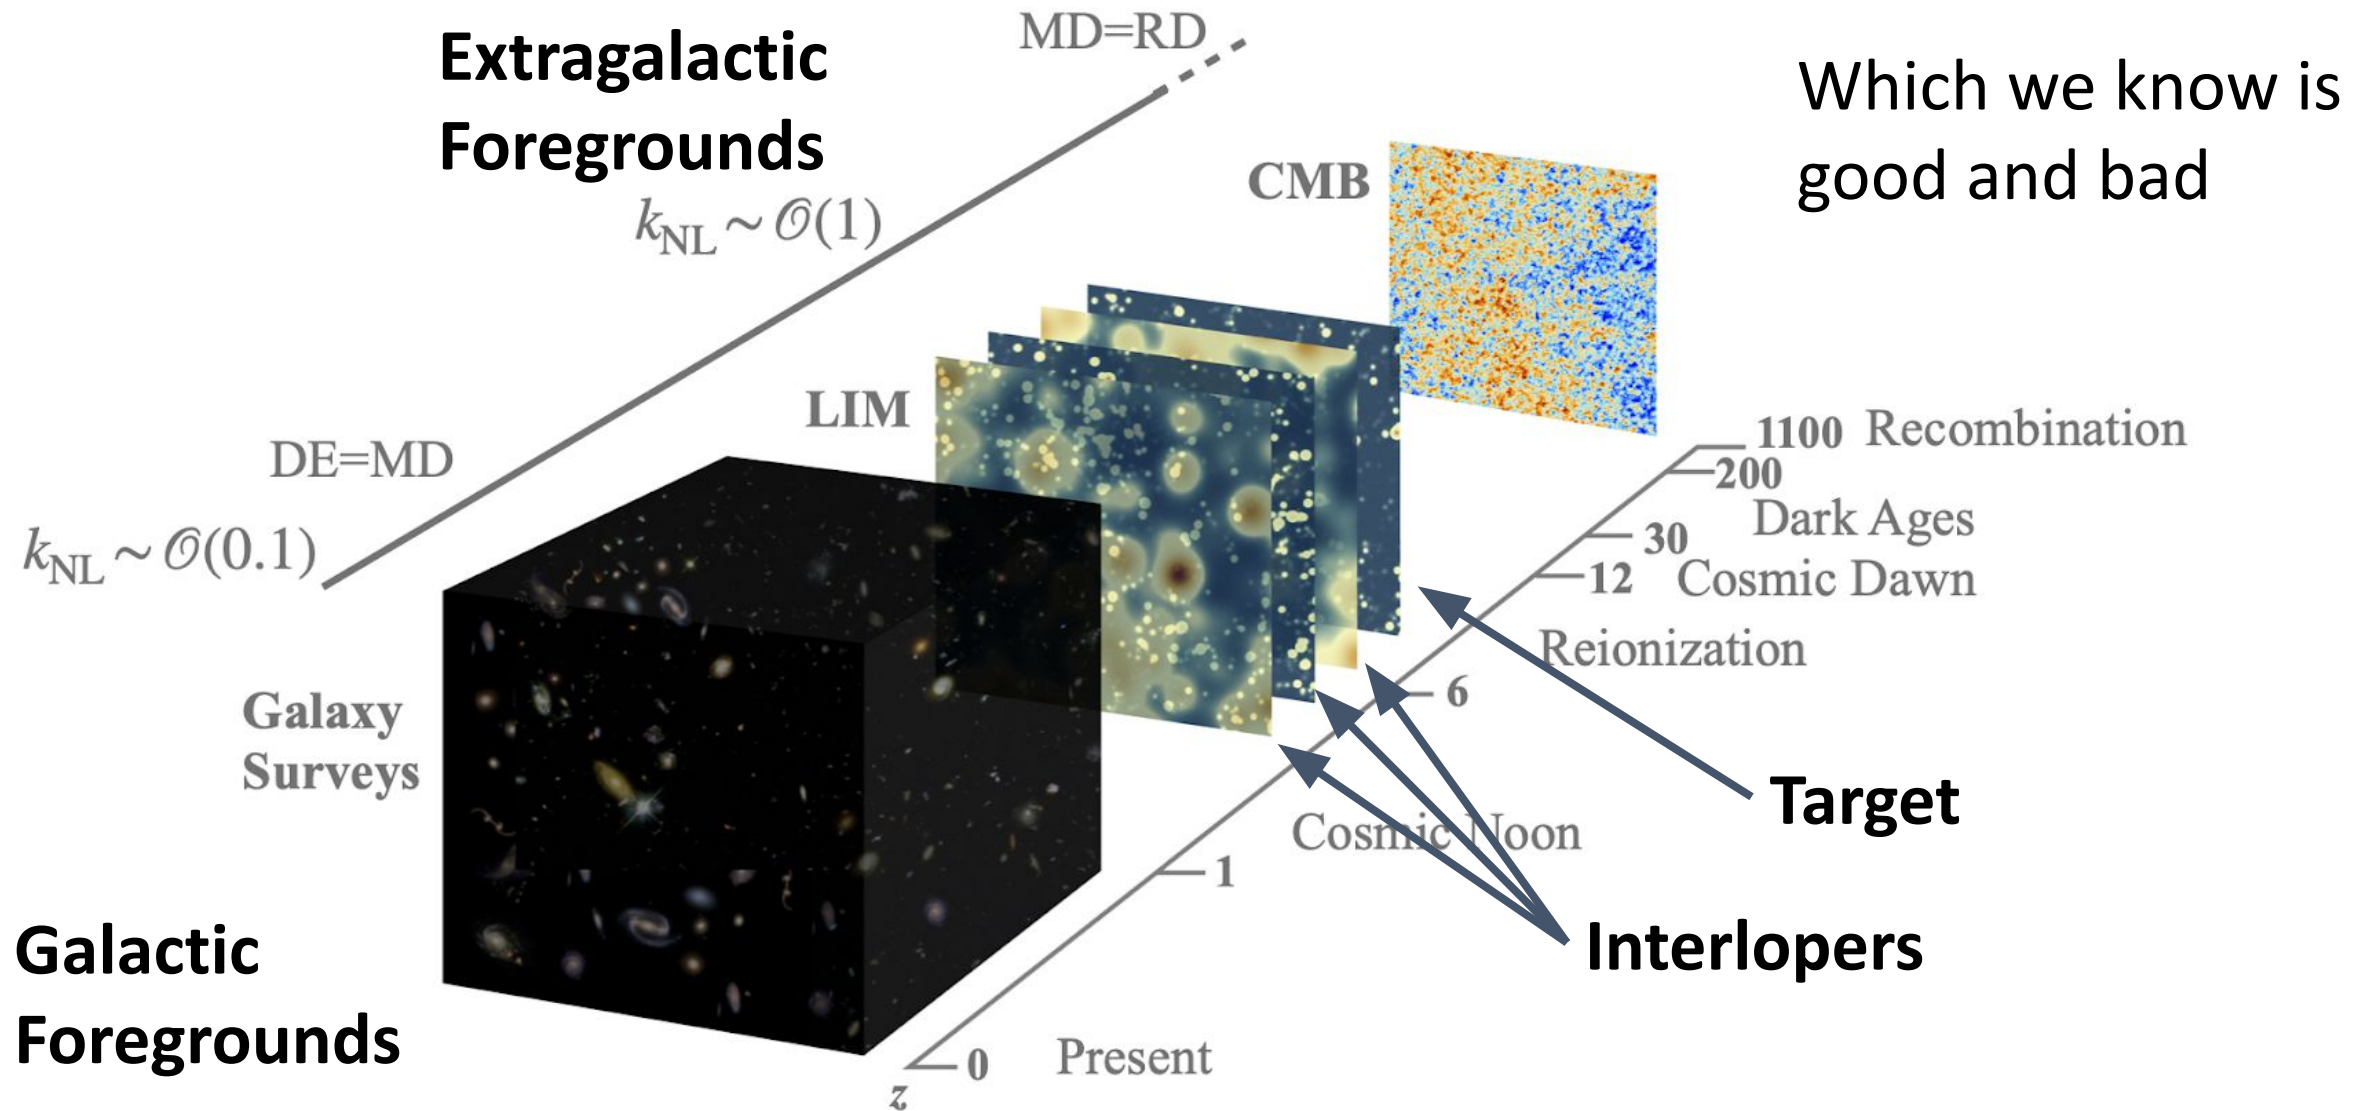 MD=RD
Extragalactic
Foregrounds
Which we know is
good and bad
CMB
k_NL ~ 𝒪(1)
LIM
1100 Recombination
200
DE=MD
Dark Ages
30
k_NL ~ 𝒪(0.1)
12 Cosmic Dawn
Reionization
6
Galaxy
Surveys
Target
Cosmic Noon
1
Interlopers
Galactic
Foregrounds
0 Present
z